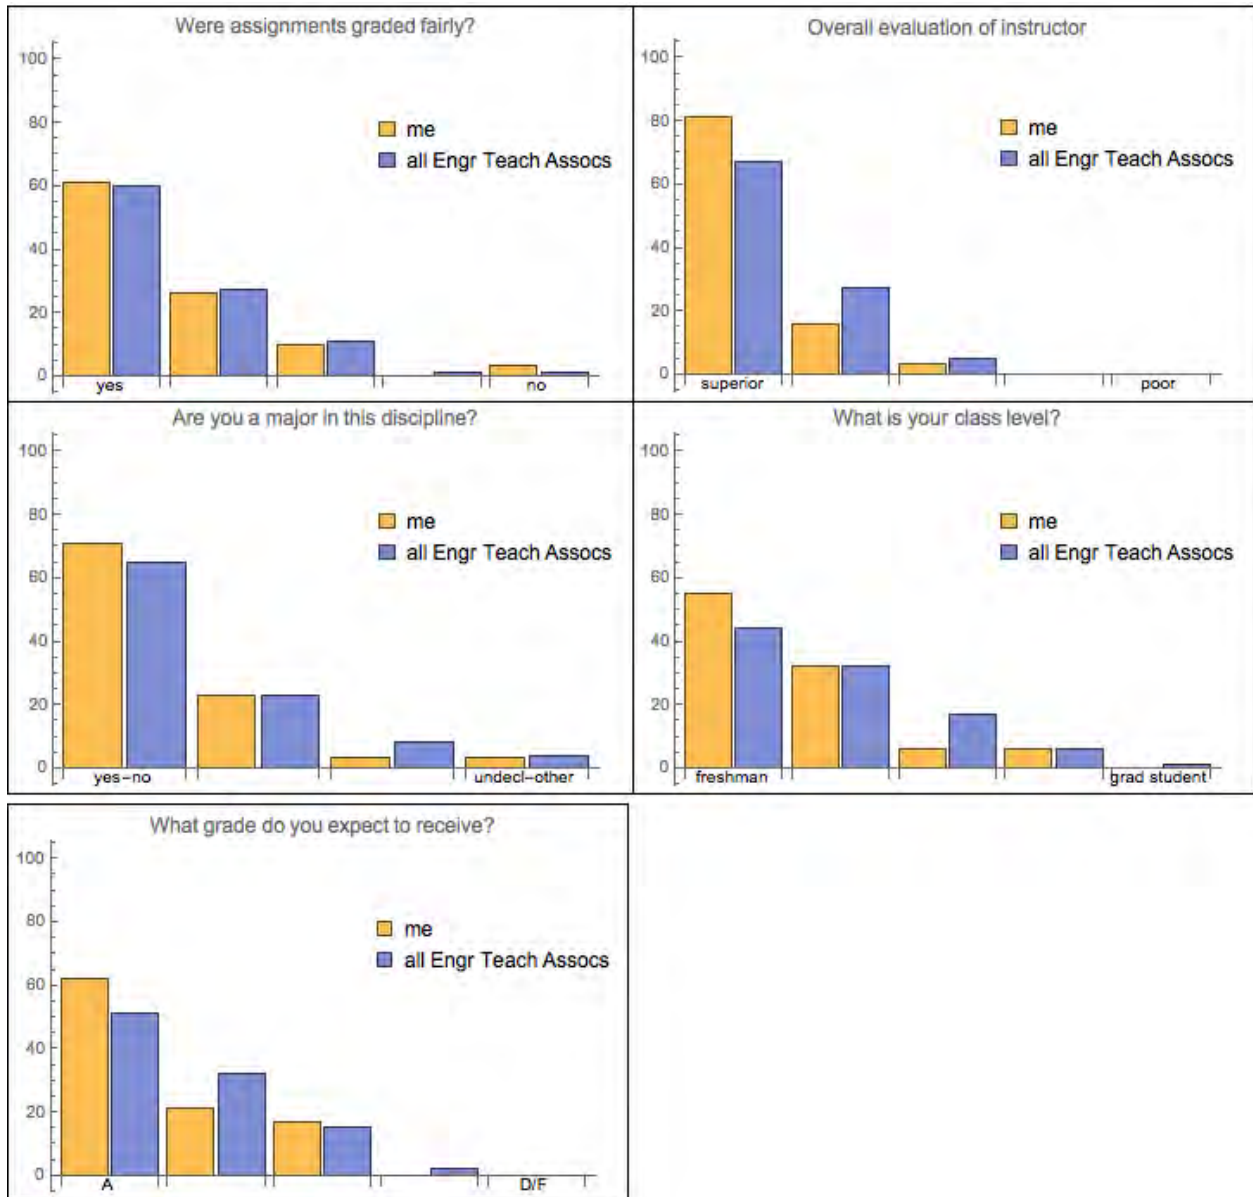 Were assignments graded fairly?
100
80
60
40
20
0
me
all Engr Teach Assocs
yes
no
Overall evaluation of instructor
100
80
60
40
20
0
me
all Engr Teach Assocs
superior
poor
Are you a major in this discipline?
100
80
60
40
20
0
me
all Engr Teach Assocs
yes-no
undecl-other
What is your class level?
100
80
60
40
20
0
me
all Engr Teach Assocs
freshman
grad student
What grade do you expect to receive?
100
80
60
40
20
0
me
all Engr Teach Assocs
A
D/F